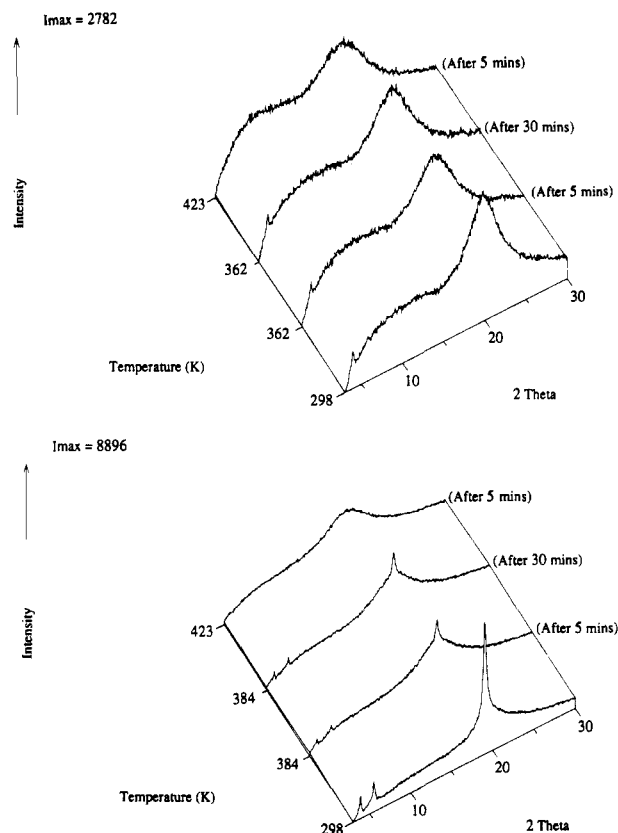 Imax = 2782
(After 5 mins)
(After 30 mins)
Intensity
(After 5 mins)
423
362
362
30
20
Temperature (K)
10
298
2 Theta
Imax = 8896
(After 5 mins)
(After 30 mins)
Intensity
423
(After 5 mins)
384
384
30
20
Temperature (K)
10
298
2 Theta